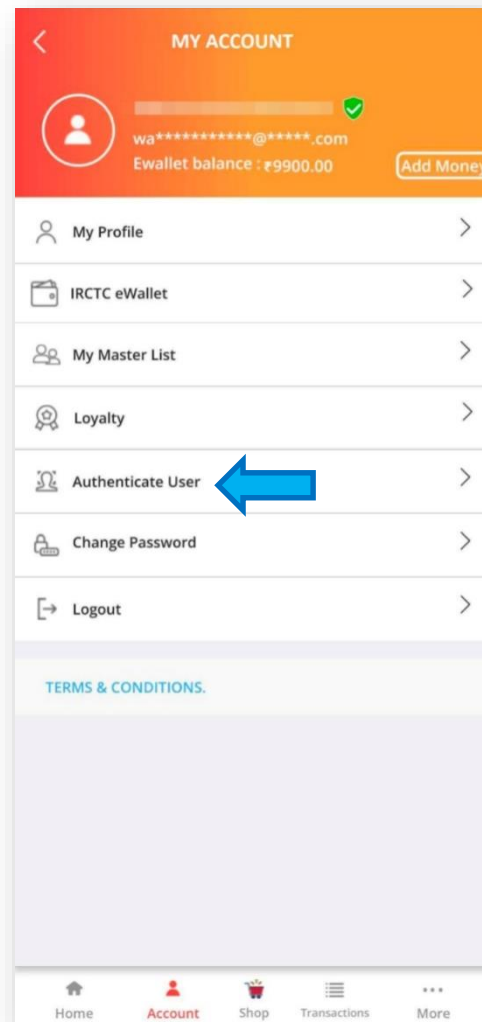 MY ACCOUNT
wa***********@*****.com
Ewallet balance : ₹9900.00
Add Money
My Profile
IRCTC eWallet
My Master List
Loyalty
Authenticate User
Change Password
Logout
TERMS & CONDITIONS.
Home Account Shop Transactions More